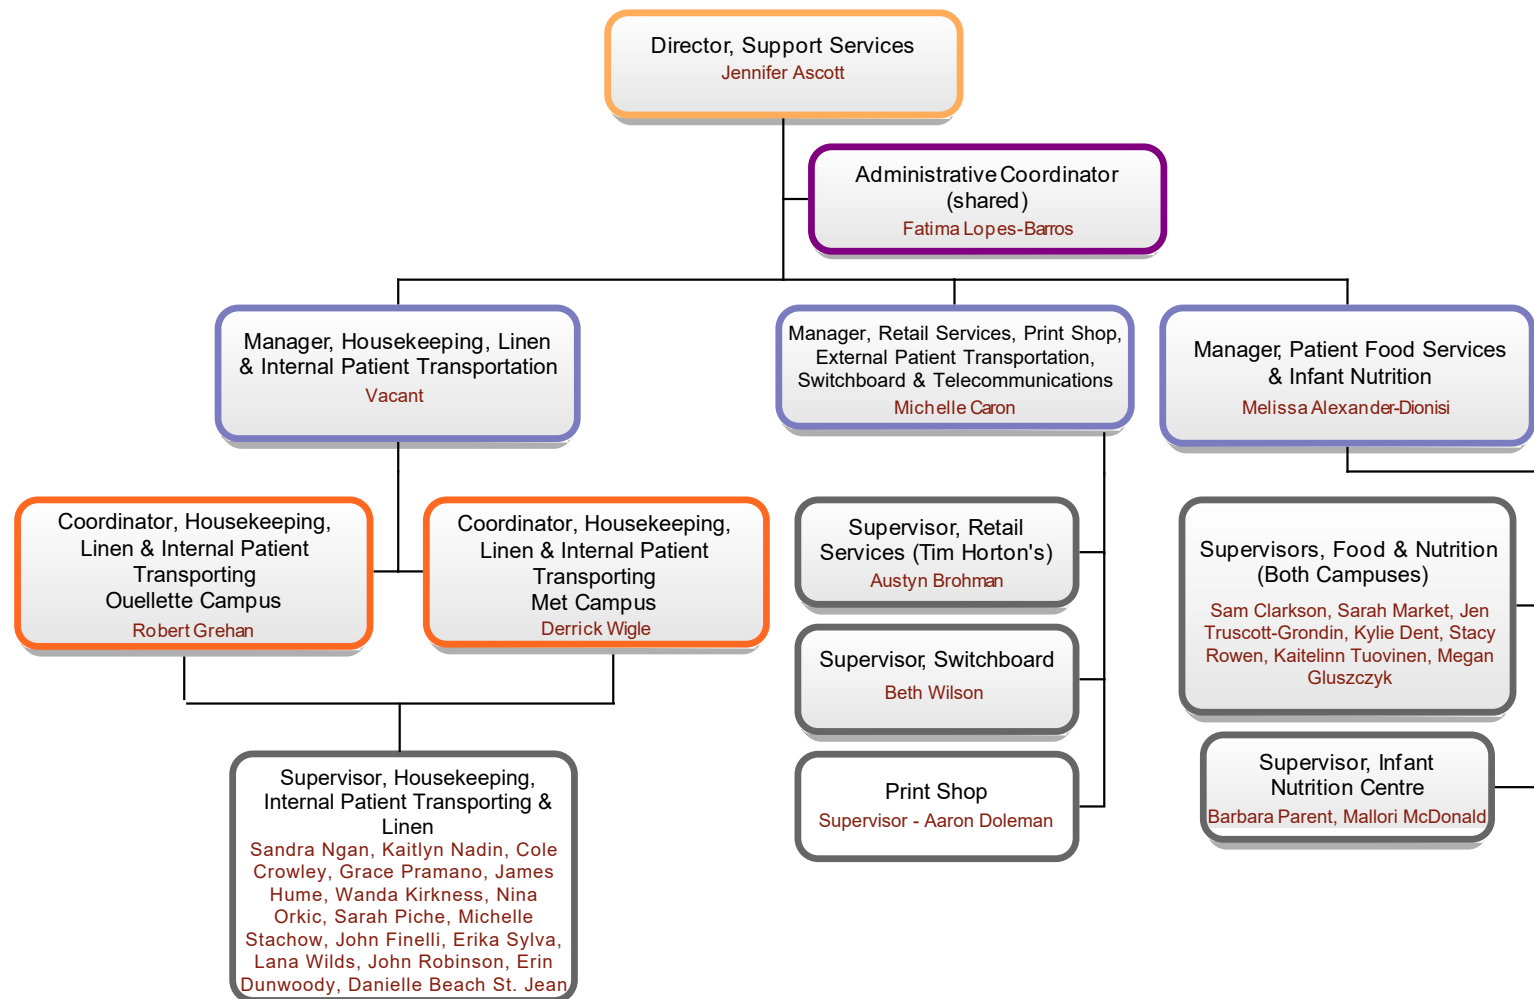 Director, Support Services
Jennifer Ascott
Administrative Coordinator
(shared)
Fatima Lopes-Barros
Manager, Housekeeping, Linen
& Internal Patient Transportation
Vacant
Manager, Retail Services, Print Shop,
External Patient Transportation,
Switchboard & Telecommunications
Michelle Caron
Manager, Patient Food Services
& Infant Nutrition
Melissa Alexander-Dionisi
Coordinator, Housekeeping,
Linen & Internal Patient
Transporting
Ouellette Campus
Robert Grehan
Coordinator, Housekeeping,
Linen & Internal Patient
Transporting
Met Campus
Derrick Wigle
Supervisor, Housekeeping,
Internal Patient Transporting &
Linen
Sandra Ngan, Kaitlyn Nadin, Cole
Crowley, Grace Pramano, James
Hume, Wanda Kirkness, Nina
Orkic, Sarah Piche, Michelle
Stachow, John Finelli, Erika Sylva,
Lana Wilds, John Robinson, Erin
Dunwoody, Danielle Beach St. Jean
Supervisor, Retail
Services (Tim Horton's)
Austyn Brohman
Supervisor, Switchboard
Beth Wilson
Print Shop
Supervisor - Aaron Doleman
Supervisors, Food & Nutrition
(Both Campuses)
Sam Clarkson, Sarah Market, Jen
Truscott-Grondin, Kylie Dent, Stacy
Rowen, Kaitelinn Tuovinen, Megan
Gluszczyk
Supervisor, Infant
Nutrition Centre
Barbara Parent, Mallori McDonald